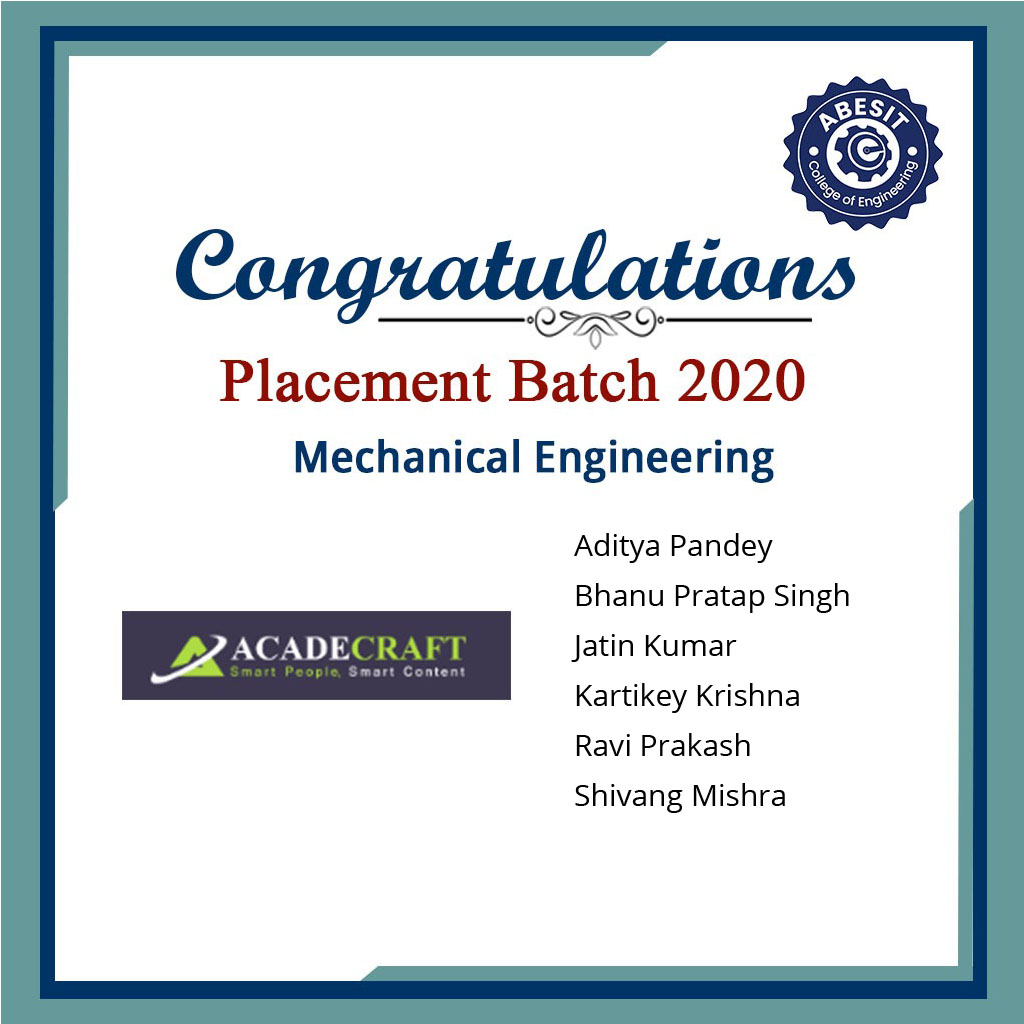 ABESIT
College of Engineering
Congratulations
Placement Batch 2020
Mechanical Engineering
Aditya Pandey
Bhanu Pratap Singh
Jatin Kumar
Kartikey Krishna
Ravi Prakash
Shivang Mishra
ACADECRAFT
Smart People, Smart Content